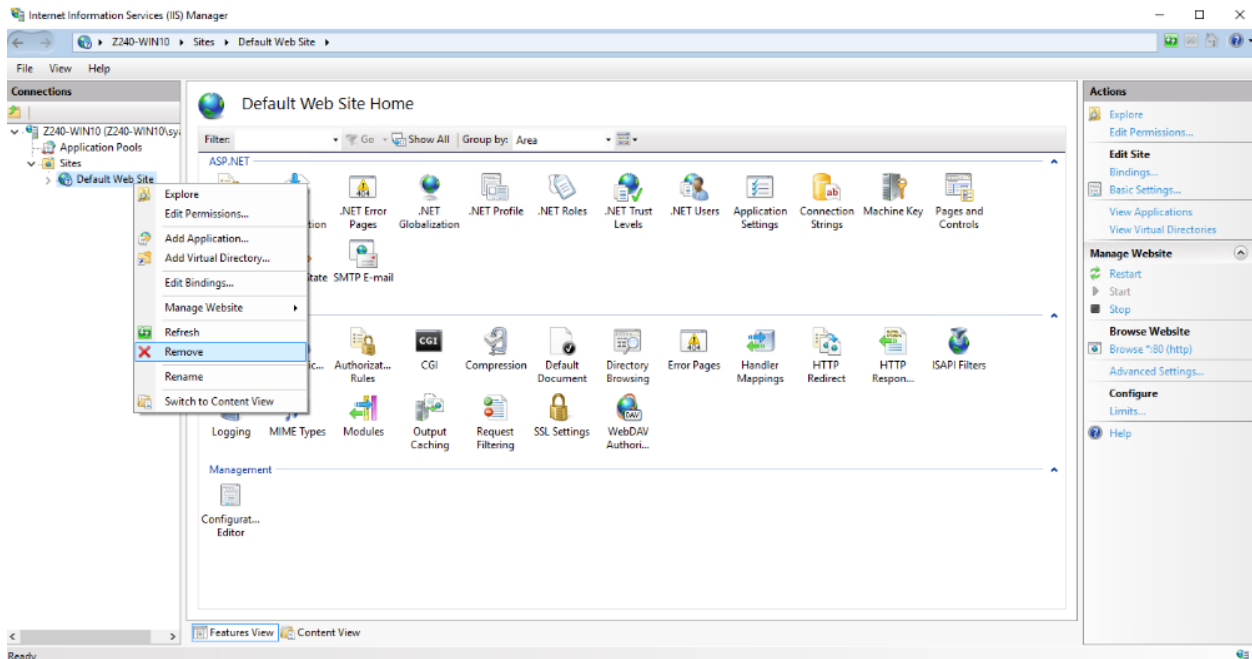 Internet Information Services (IIS) Manager
Z240-WIN10 Sites Default Web Site
File View Help
Connections
Z240-WIN10 (Z240-WIN10\sy
Application Pools
Sites
Default Web Site
Explore
Edit Permissions...
Add Application...
Add Virtual Directory...
Edit Bindings...
Manage Website
Refresh
Remove
Rename
Switch to Content View
Default Web Site Home
Filter: Go Show All Group by: Area
ASP.NET
tion
.NET Error
Pages
.NET
Globalization
.NET Profile
.NET Roles
.NET Trust
Levels
.NET Users
Application
Settings
Connection
Strings
Machine Key
Pages and
Controls
tate
SMTP E-mail
ic...
Authorizat...
Rules
CGI
CGI
Compression
Default
Document
Directory
Browsing
Error Pages
Handler
Mappings
HTTP
Redirect
HTTP
Respon...
ISAPI Filters
Logging
MIME Types
Modules
Output
Caching
Request
Filtering
SSL Settings
WebDAV
Authori...
Management
Configurat...
Editor
Features View Content View
Actions
Explore
Edit Permissions...
Edit Site
Bindings...
Basic Settings...
View Applications
View Virtual Directories
Manage Website
Restart
Start
Stop
Browse Website
Browse *:80 (http)
Advanced Settings...
Configure
Limits...
Help
Ready